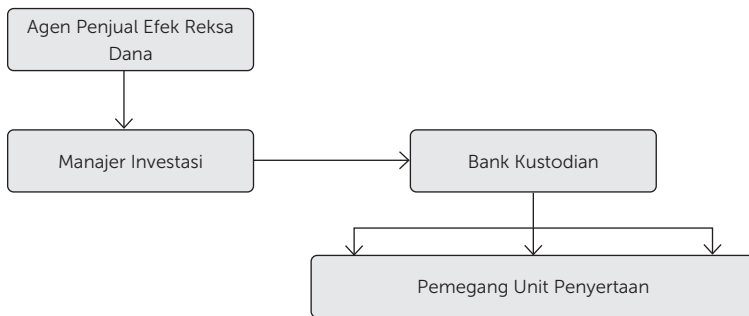 Agen Penjual Efek Reksa
Dana
Manajer Investasi
Bank Kustodian
Pemegang Unit Penyertaan